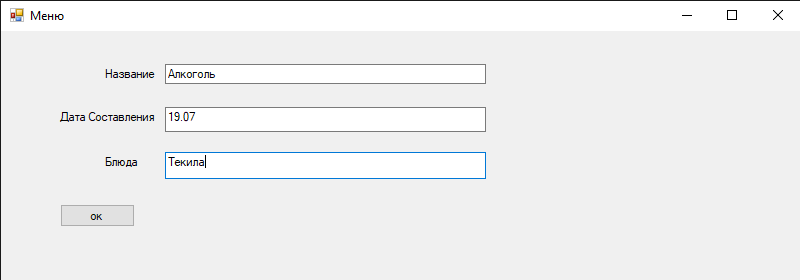 Меню
Название Алкоголь
Дата Составления 19.07
Блюда Текила
ок